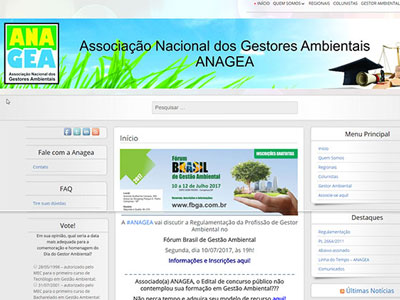 INÍCIO QUEM SOMOS REGIONAIS COLUNISTAS GESTOR AMBIENTAL
ANA
GEA
Associação Nacional dos
Gestores Ambientais
Associação Nacional dos Gestores Ambientais
ANAGEA
Pesquisar ...
Fale com a Anagea
Contato
FAQ
Tire suas dúvidas
Vote!
Em sua opinião, qual seria a data
mais adequada para a
comemoração e homenagem do
Dia do Gestor Ambiental?
28/05/1998 - autorizado pelo
MEC para o primeiro curso de
Tecnólogo em Gestão Ambiental
31/07/2001 - autorizado pelo
MEC para o primeiro curso de
Bacharelado em Gestão Ambiental
Início
Fórum
BRASIL
de Gestão Ambiental
2017
INSCRIÇÕES GRATUITAS
10 a 12 de Julho 2017
www.fbga.com.br
A #ANAGEA vai discutir a Regulamentação da Profissão de Gestor
Ambiental no
Fórum Brasil de Gestão Ambiental
Segunda, dia 10/07/2017, às 19h!
Informações e Inscrições aqui!
Associado(a) ANAGEA, o Edital de concurso público não
contemplou sua formação em Gestão Ambiental???
Não perca tempo e adquira seu modelo de recurso aqui!
Menu Principal
Início
Quem Somos
Regionais
Colunistas
Gestor Ambiental
Destaques
Regulamentação
PL 2664/2011
Linha do Tempo - ANAGEA
Comunicados
Últimas Notícias